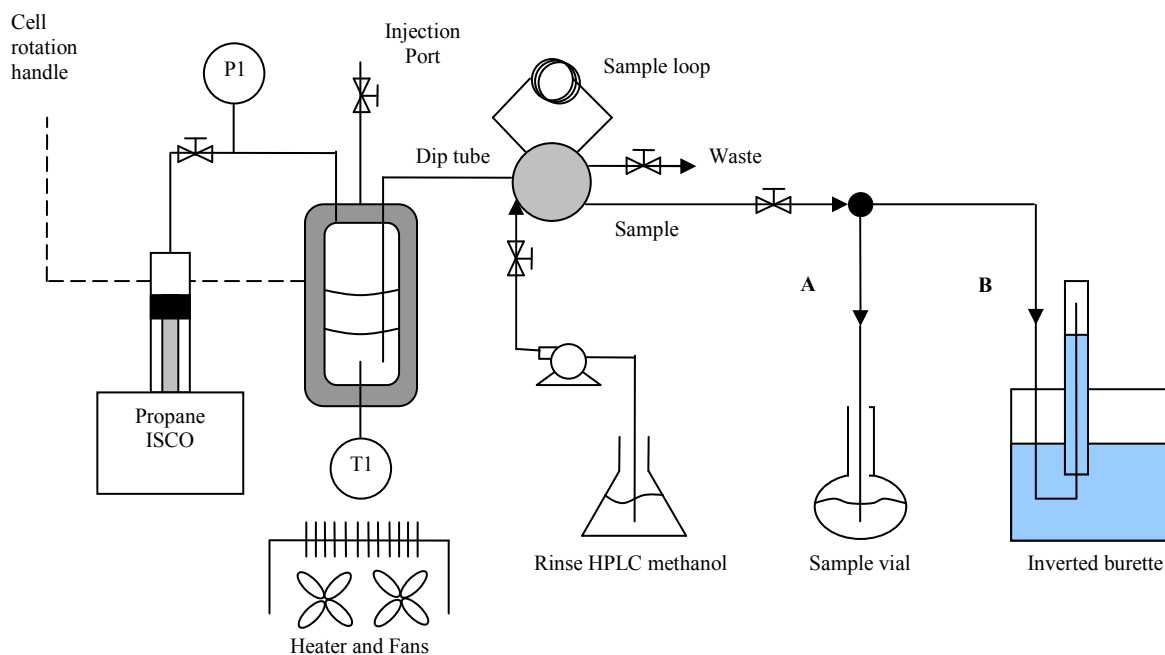 Cell
rotation
handle
P1
Injection
Port
Sample loop
Dip tube
Waste
Sample
A
B
Propane
ISCO
T1
Rinse HPLC methanol
Sample vial
Inverted burette
Heater and Fans